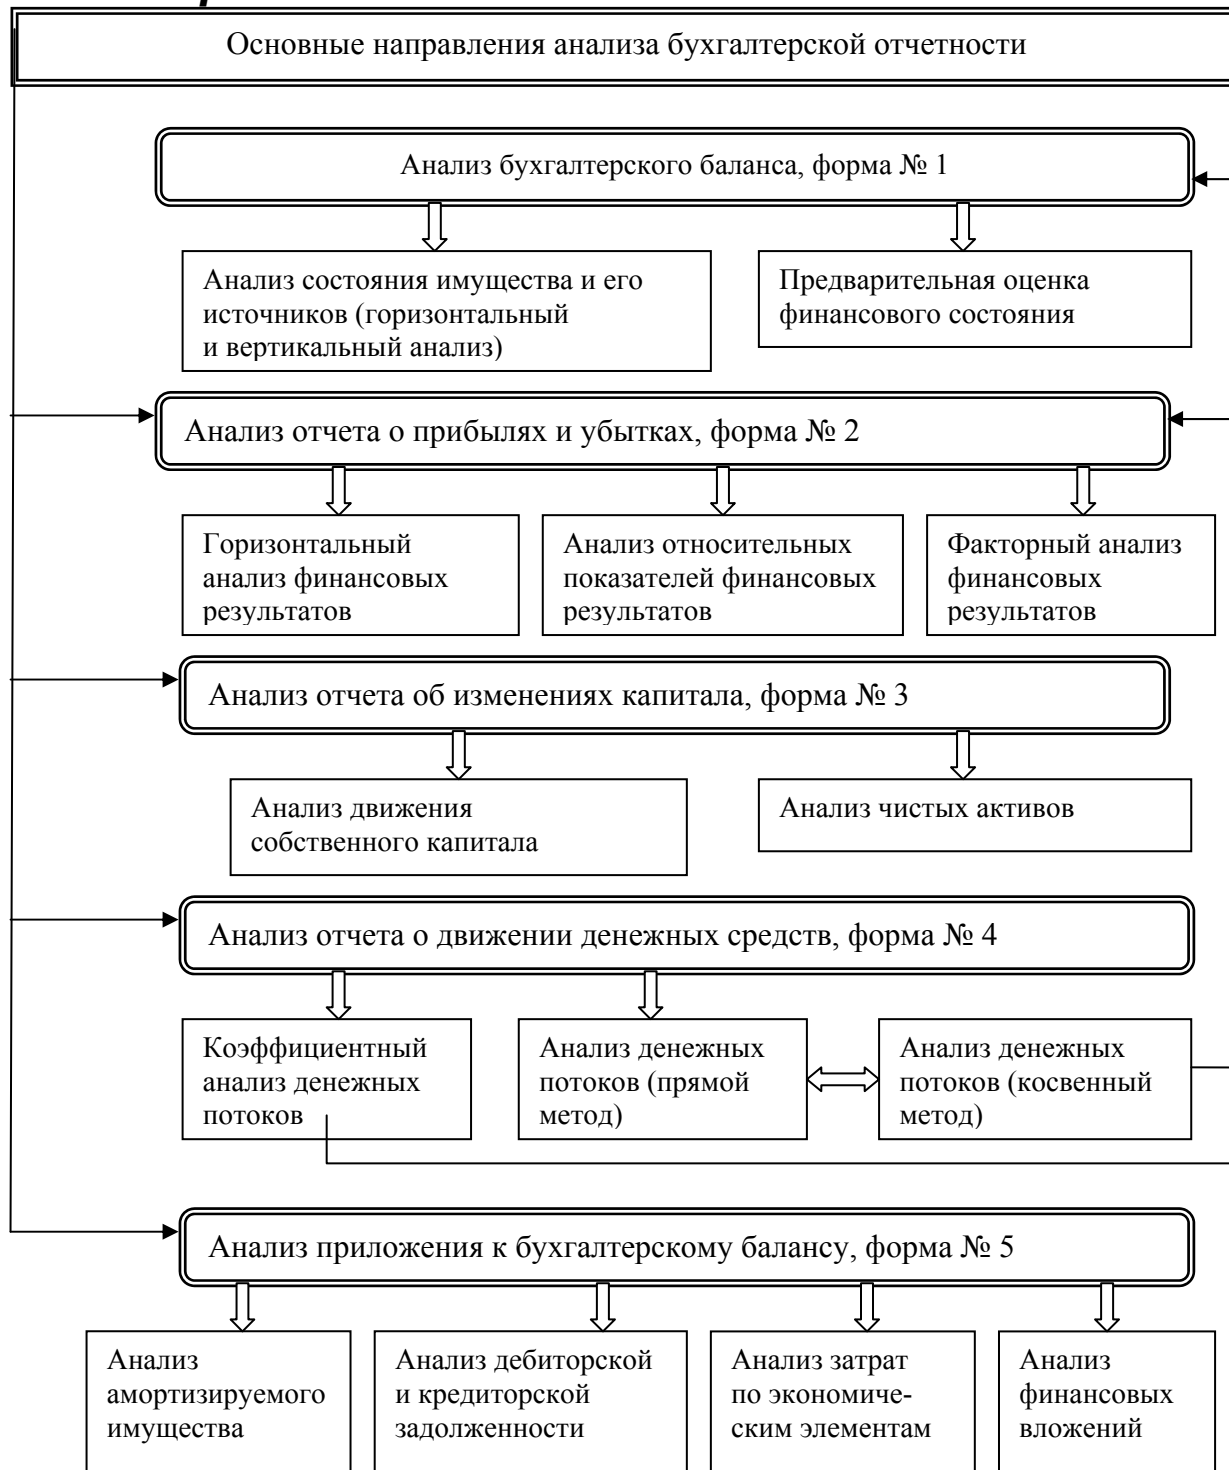 Основные направления анализа бухгалтерской отчетности
Анализ бухгалтерского баланса, форма № 1
Анализ состояния имущества и его
источников (горизонтальный
и вертикальный анализ)
Предварительная оценка
финансового состояния
Анализ отчета о прибылях и убытках, форма № 2
Горизонтальный
анализ финансовых
результатов
Анализ относительных
показателей финансовых
результатов
Факторный анализ
финансовых
результатов
Анализ отчета об изменениях капитала, форма № 3
Анализ движения
собственного капитала
Анализ чистых активов
Анализ отчета о движении денежных средств, форма № 4
Коэффициентный
анализ денежных
потоков
Анализ денежных
потоков (прямой
метод)
Анализ денежных
потоков (косвенный
метод)
Анализ приложения к бухгалтерскому балансу, форма № 5
Анализ
амортизируемого
имущества
Анализ дебиторской
и кредиторской
задолженности
Анализ затрат
по экономиче-
ским элементам
Анализ
финансовых
вложений